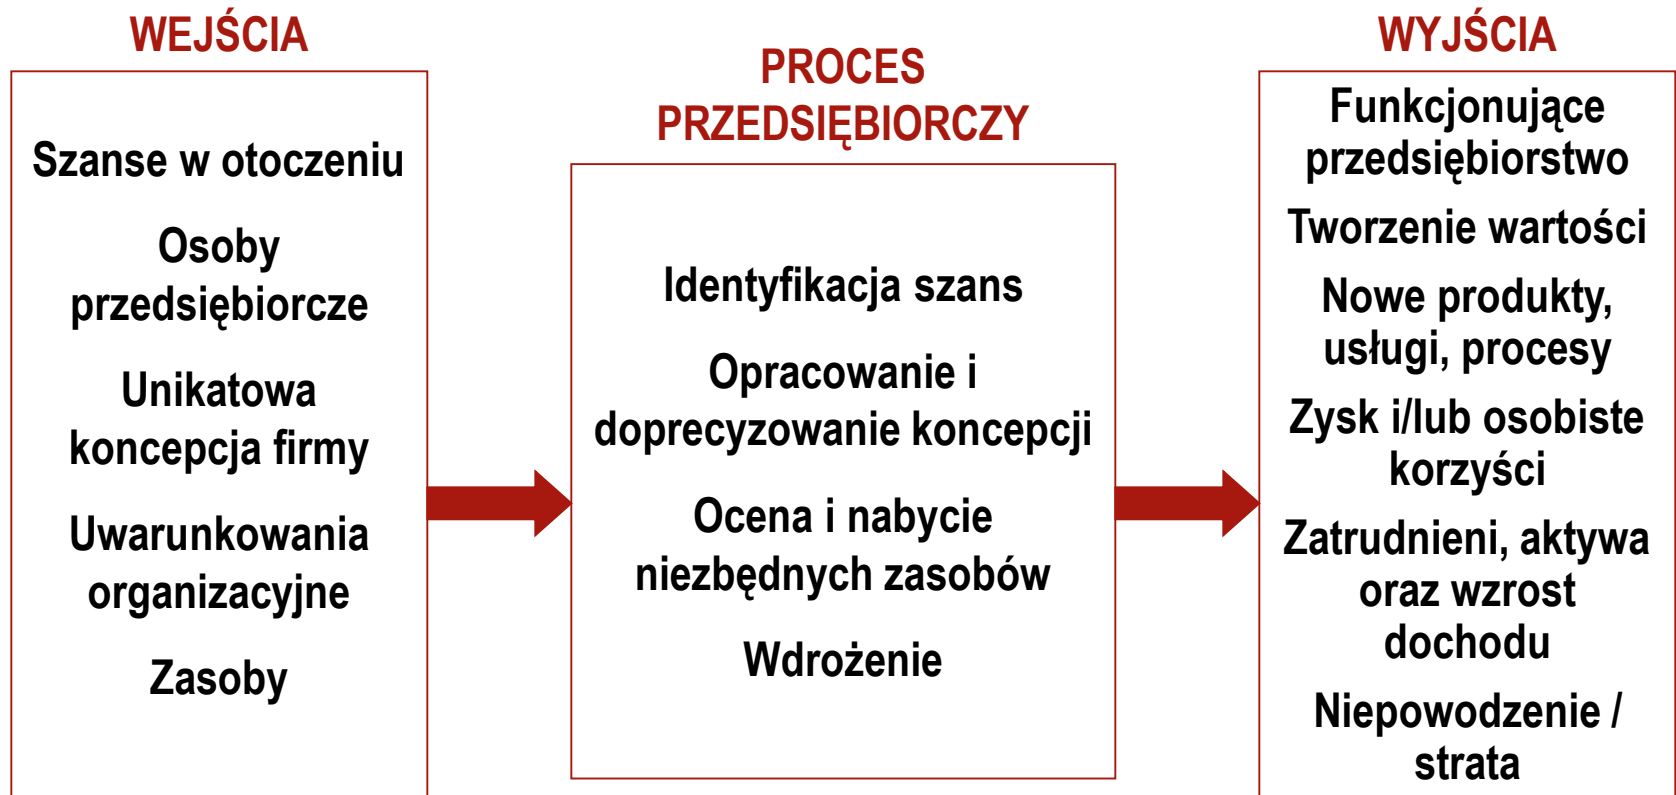 WEJŚCIA
Szanse w otoczeniu
Osoby
przedsiębiorcze
Unikatowa
koncepcja firmy
Uwarunkowania
organizacyjne
Zasoby
PROCES
PRZEDSIĘBIORCZY
Identyfikacja szans
Opracowanie i
doprecyzowanie koncepcji
Ocena i nabycie
niezbędnych zasobów
Wdrożenie
WYJŚCIA
Funkcjonujące
przedsiębiorstwo
Tworzenie wartości
Nowe produkty,
usługi, procesy
Zysk i/lub osobiste
korzyści
Zatrudnieni, aktywa
oraz wzrost
dochodu
Niepowodzenie /
strata